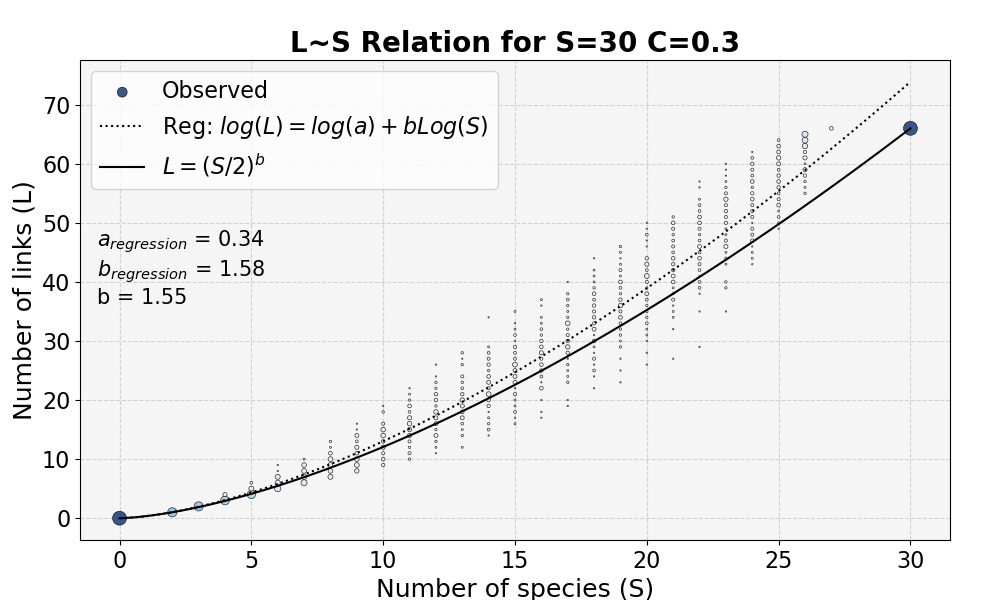 L~S Relation for S=30 C=0.3
Observed
Reg: log(L) = log(a) + bLog(S)
L = (S/2)^b
a_regression = 0.34
b_regression = 1.58
b = 1.55
Number of links (L)
70
60
50
40
30
20
10
0
0 5 10 15 20 25 30
Number of species (S)